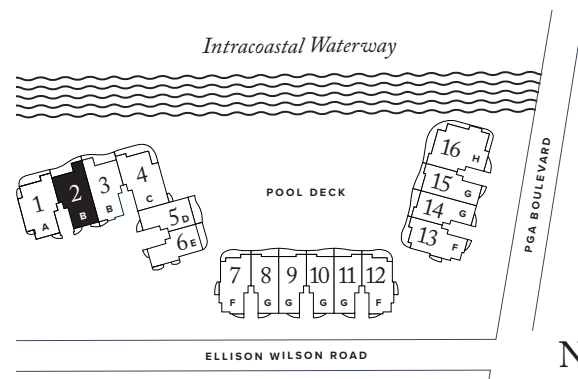 Intracoastal Waterway
1
A
2
B
3
B
4
C
5 D
6 E
POOL DECK
16 H
15 G
14 G
13 F
PGA BOULEVARD
7 8 9 10 11 12
F G G G G F
ELLISON WILSON ROAD
N